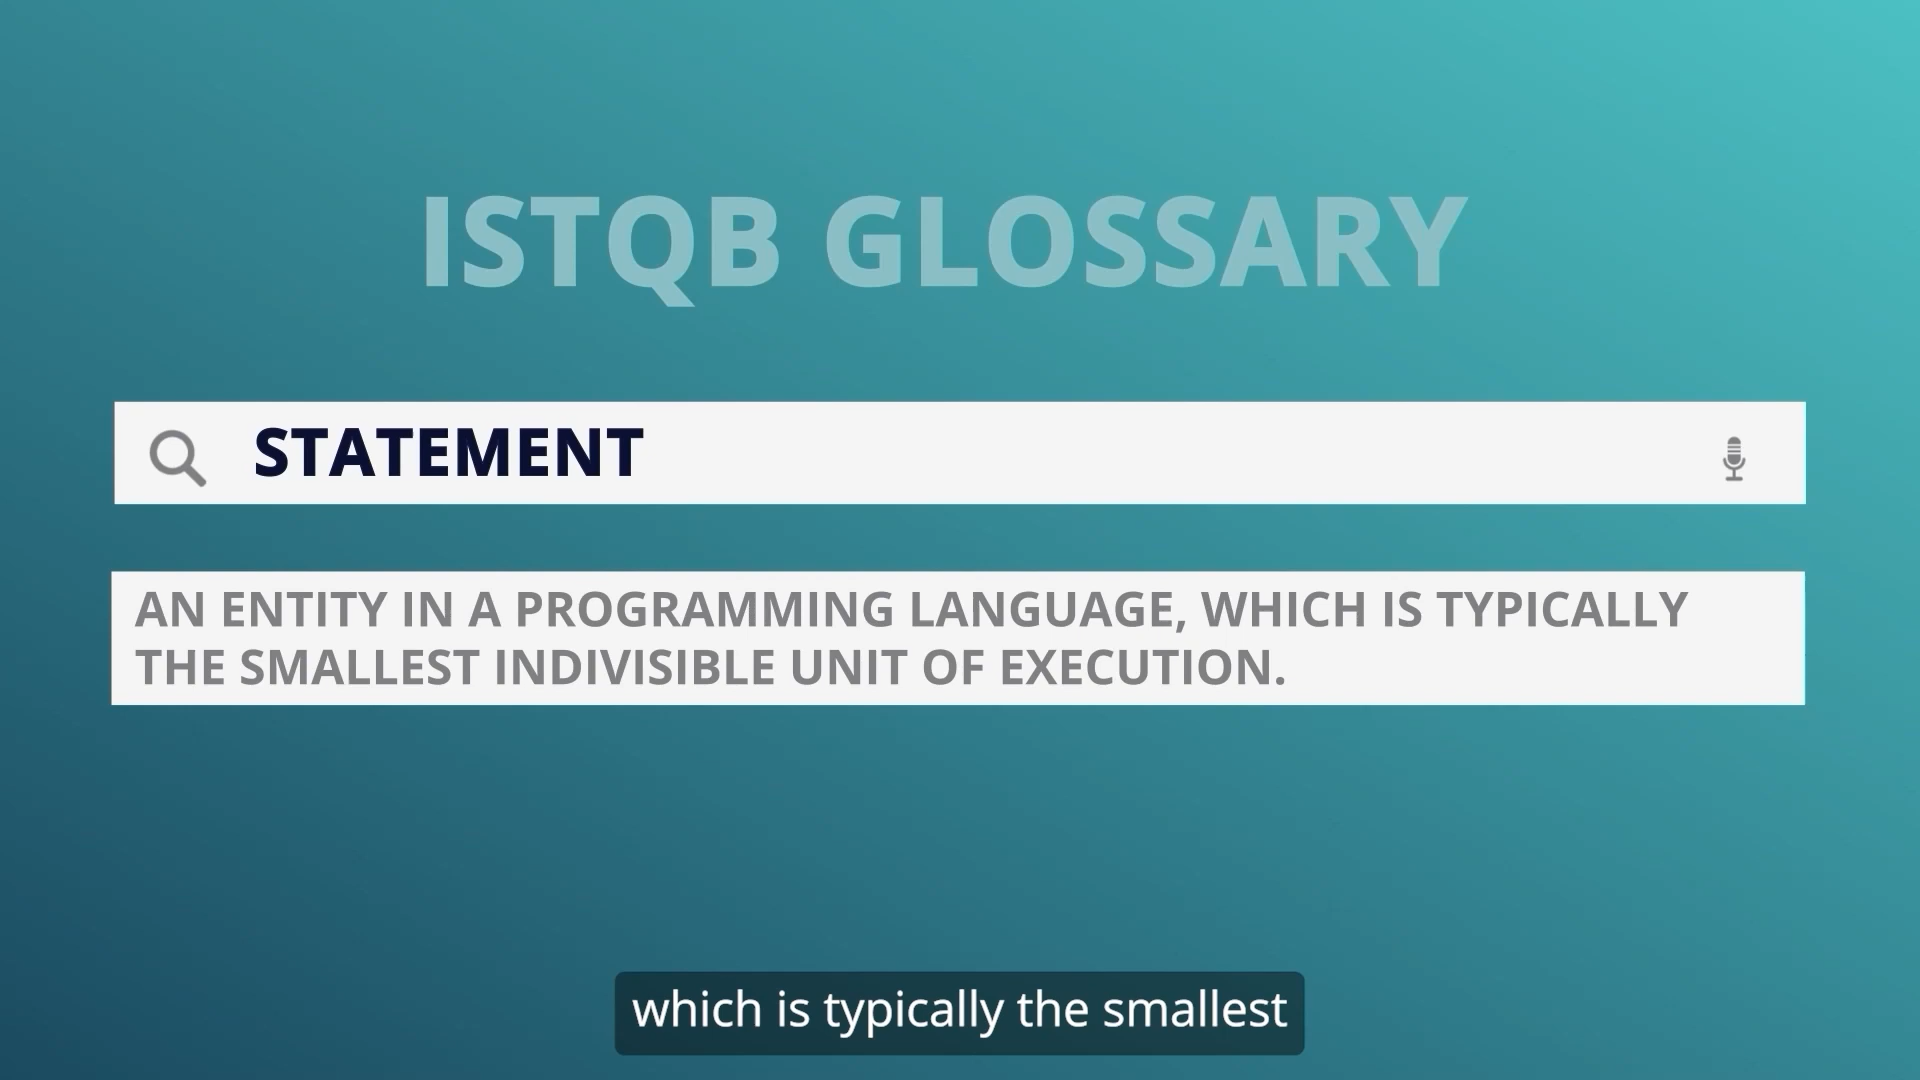 ISTQB GLOSSARY
STATEMENT
AN ENTITY IN A PROGRAMMING LANGUAGE, WHICH IS TYPICALLY
THE SMALLEST INDIVISIBLE UNIT OF EXECUTION.
which is typically the smallest